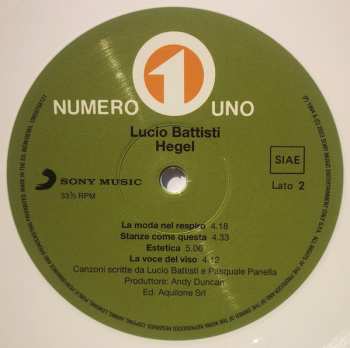 NUMERO 1 UNO
Lucio Battisti
Hegel
SIAE
SONY MUSIC
33⅓ RPM
Lato 2
La moda nel respiro 4.18
Stanze come questa 4.33
Estetica 5.06
La voce del viso 4.12
Canzoni scritte da Lucio Battisti e Pasquale Panella
Produttore: Andy Duncan
Ed: Aquilone Srl